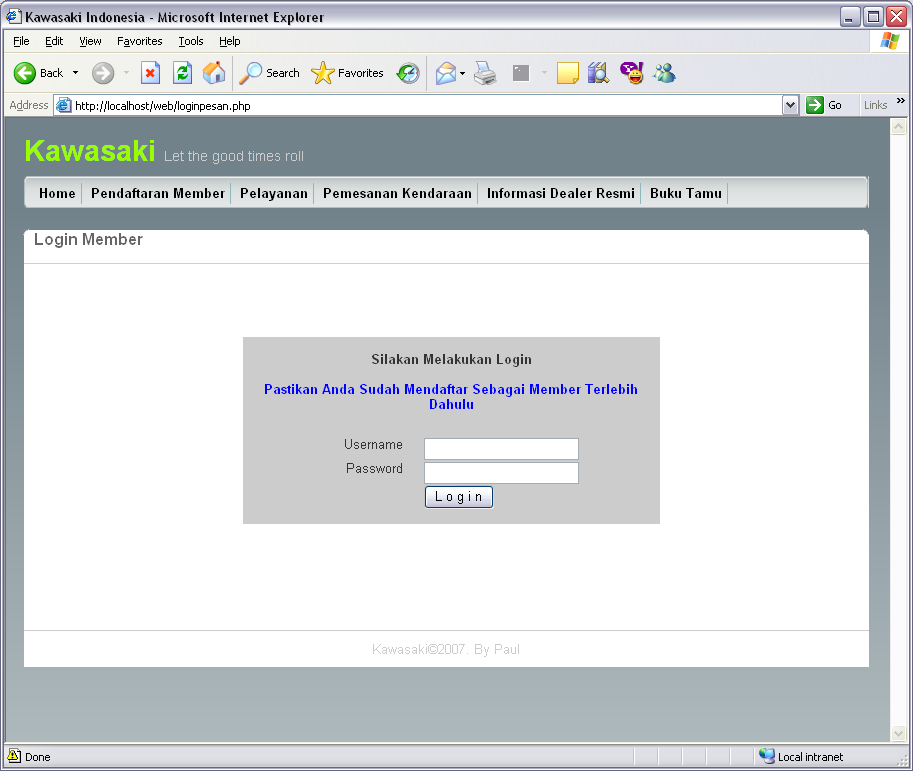 Kawasaki Indonesia - Microsoft Internet Explorer
File Edit View Favorites Tools Help
Back Search Favorites
Address http://localhost/web/loginpesan.php Go Links »
Kawasaki Let the good times roll
Home Pendaftaran Member Pelayanan Pemesanan Kendaraan Informasi Dealer Resmi Buku Tamu
Login Member
Silakan Melakukan Login
Pastikan Anda Sudah Mendaftar Sebagai Member Terlebih
Dahulu
Username
Password
Login
Kawasaki©2007. By Paul
Done Local intranet